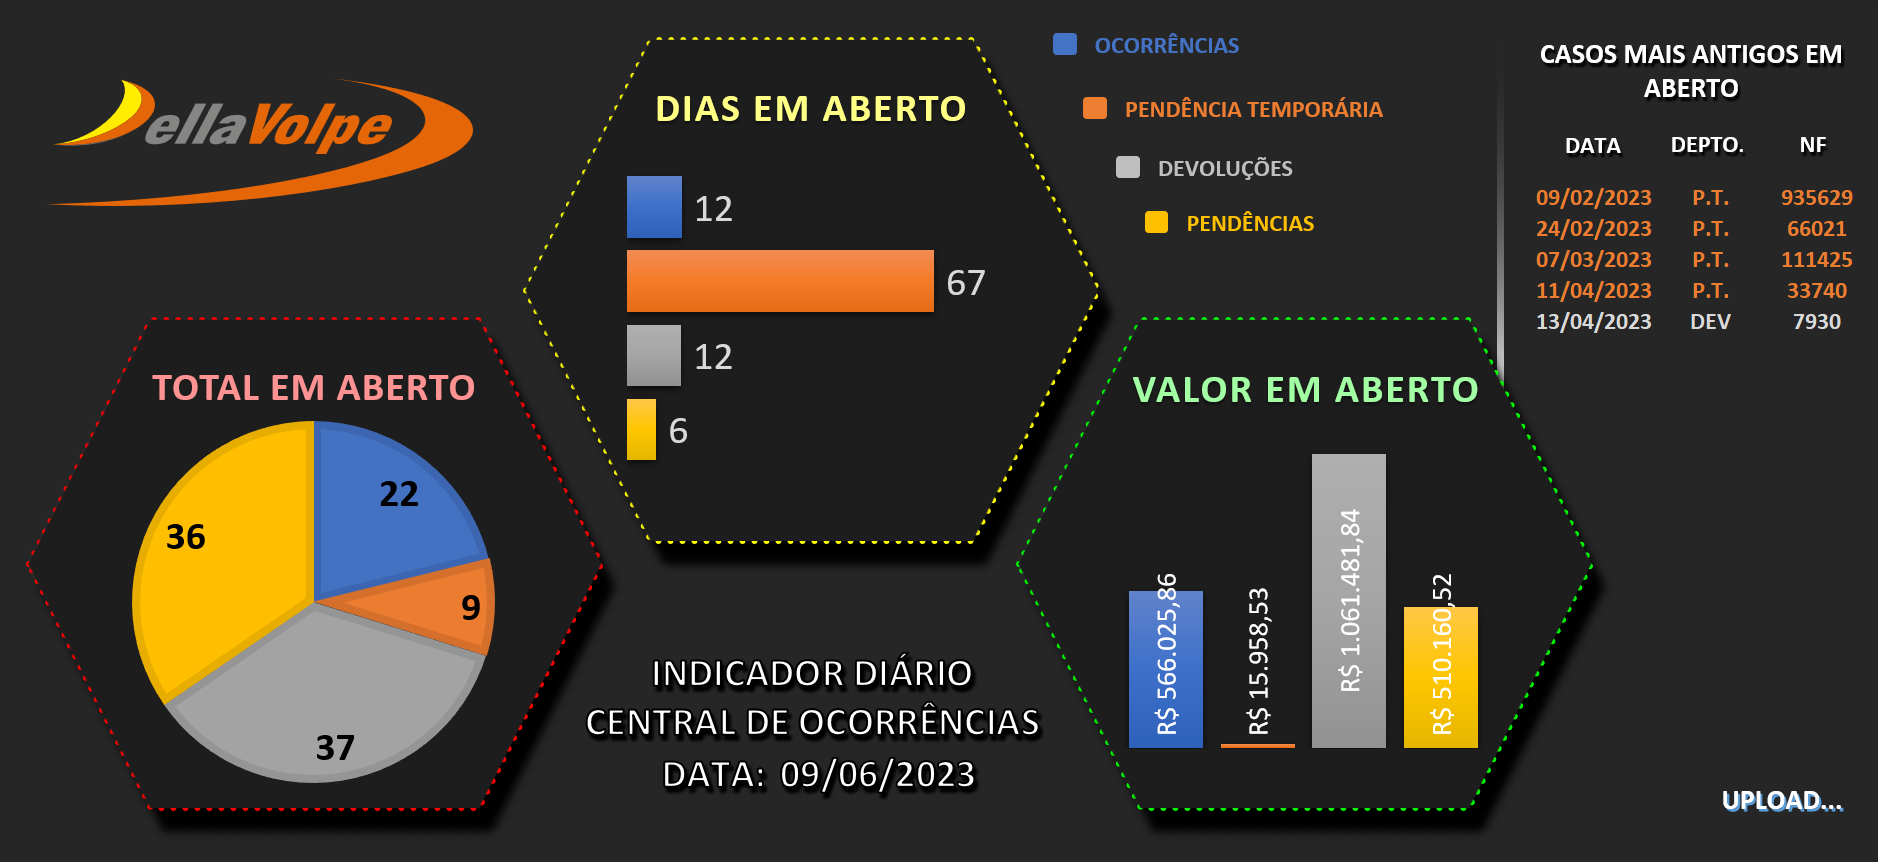 ellaVolpe
DIAS EM ABERTO
12
67
12
6
OCORRÊNCIAS
PENDÊNCIA TEMPORÁRIA
DEVOLUÇÕES
PENDÊNCIAS
CASOS MAIS ANTIGOS EM
ABERTO
DATA DEPTO. NF
09/02/2023 P.T. 935629
24/02/2023 P.T. 66021
07/03/2023 P.T. 111425
11/04/2023 P.T. 33740
13/04/2023 DEV 7930
TOTAL EM ABERTO
22
9
37
36
INDICADOR DIÁRIO
CENTRAL DE OCORRÊNCIAS
DATA: 09/06/2023
VALOR EM ABERTO
R$ 566.025,86
R$ 15.958,53
R$ 1.061.481,84
R$ 510.160,52
UPLOAD...